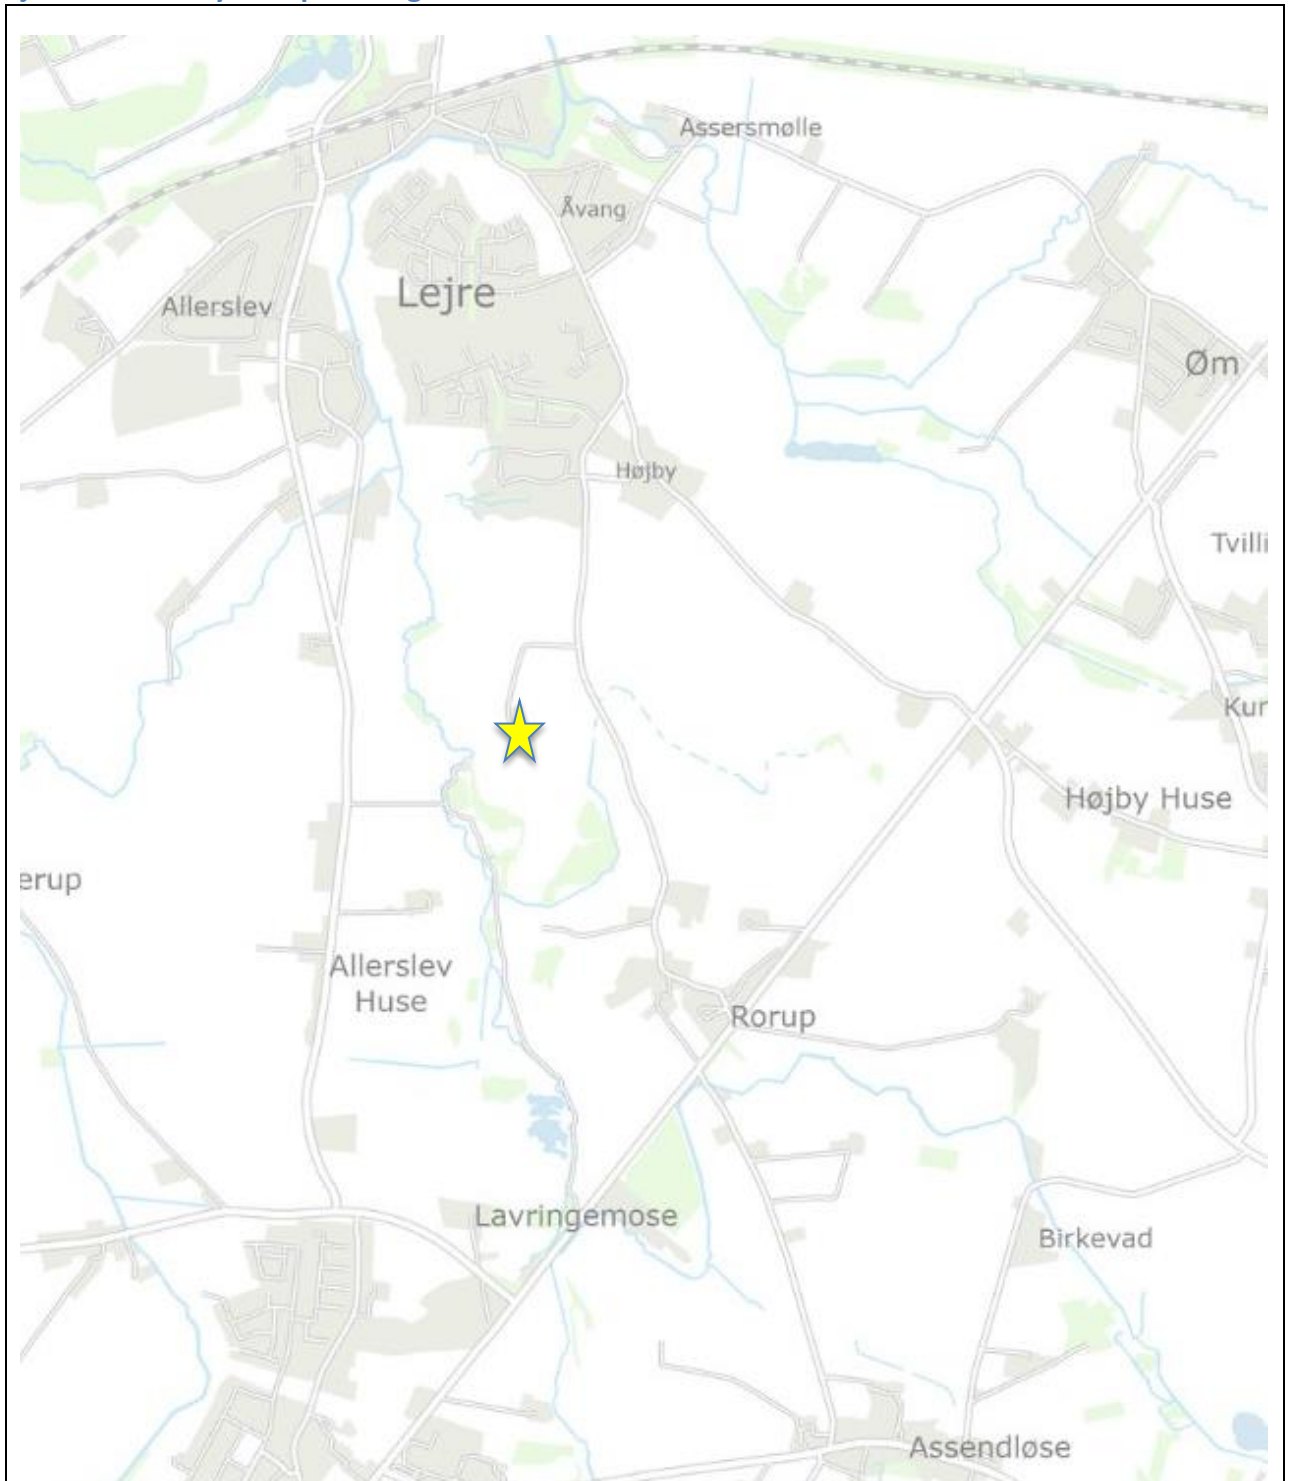 Assersmølle
Åvang
Lejre
Allerslev
Øm
Højby
Tvilli
Kur
Højby Huse
erup
Allerslev
Huse
Rorup
Lavringemose
Birkevad
Assendløse